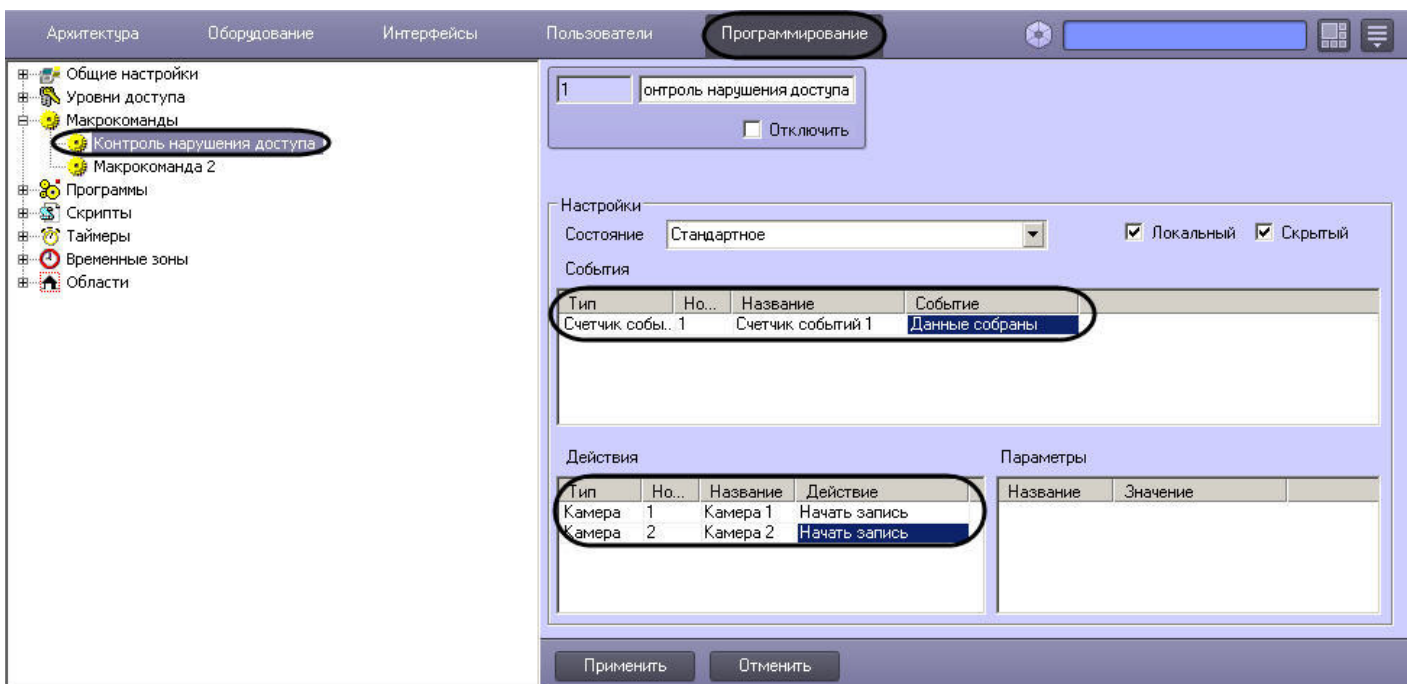 Архитектура Оборудование Интерфейсы Пользователи Программирование
Общие настройки
Уровни доступа
Макрокоманды
Контроль нарушения доступа
Макрокоманда 2
Программы
Скрипты
Таймеры
Временные зоны
Области
1 онтроль нарушения доступа
Отключить
Настройки
Состояние Стандартное Локальный Скрытый
События
Тип Но... Название Событие
Счетчик собы.. 1 Счетчик событий 1 Данные собраны
Действия Параметры
Тип Но... Название Действие Название Значение
Камера 1 Камера 1 Начать запись
Камера 2 Камера 2 Начать запись
Применить Отменить